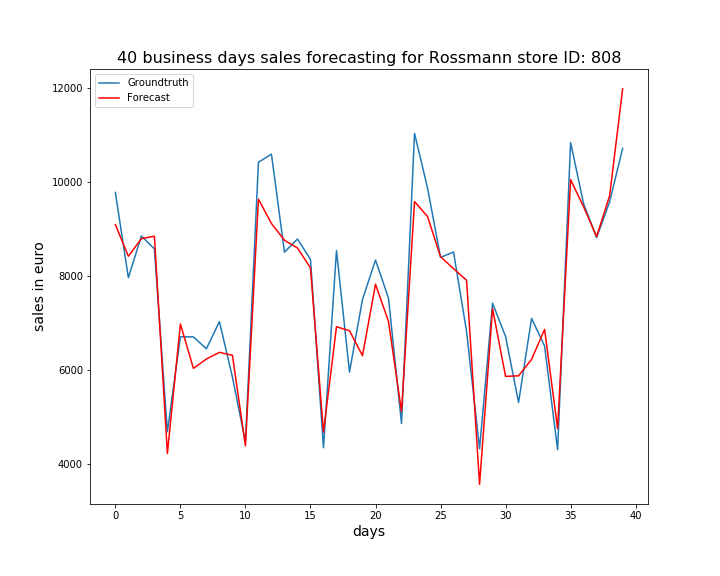 40 business days sales forecasting for Rossmann store ID: 808
Groundtruth
Forecast
12000
10000
8000
6000
4000
sales in euro
0 5 10 15 20 25 30 35 40
days